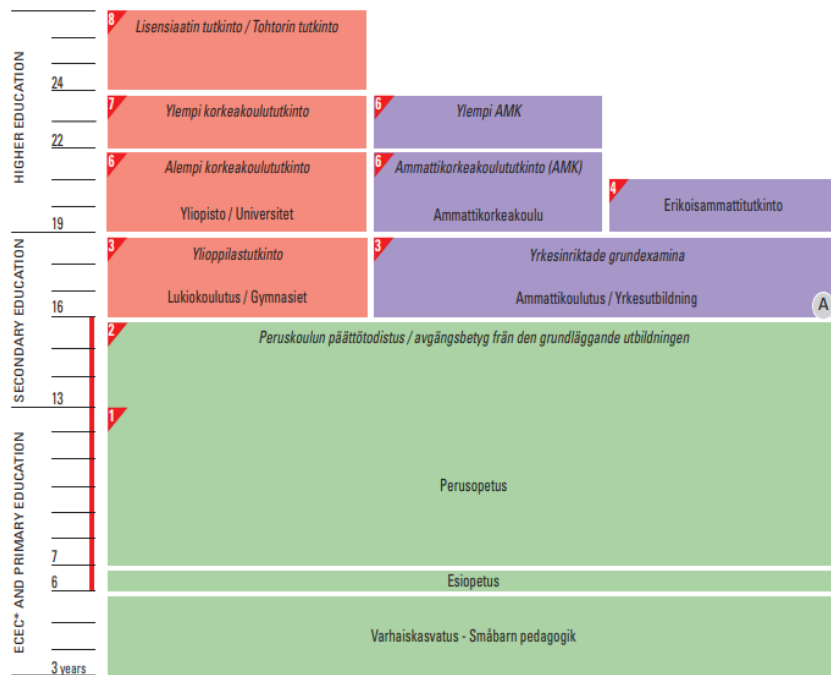 8
Lisensiaatin tutkinto / Tohtorin tutkinto
24
7
Ylempi korkeakoulututkinto
6
Ylempi AMK
22
6
Alempi korkeakoulututkinto
6
Ammattikorkeakoulututkinto (AMK)
4
Erikoisammattitutkinto
Yliopisto / Universitet
Ammattikorkeakoulu
19
HIGHER EDUCATION
3
Ylioppilastutkinto
3
Yrkesinriktade grundexamina
Lukiokoulutus / Gymnasiet
Ammattikoulutus / Yrkesutbildning
A
16
2
Peruskoulun päättötodistus / avgångsbetyg från den grundläggande utbildningen
13
SECONDARY EDUCATION
1
Perusopetus
7
6
Esiopetus
Varhaiskasvatus - Småbarn pedagogik
3 years
ECEC* AND PRIMARY EDUCATION